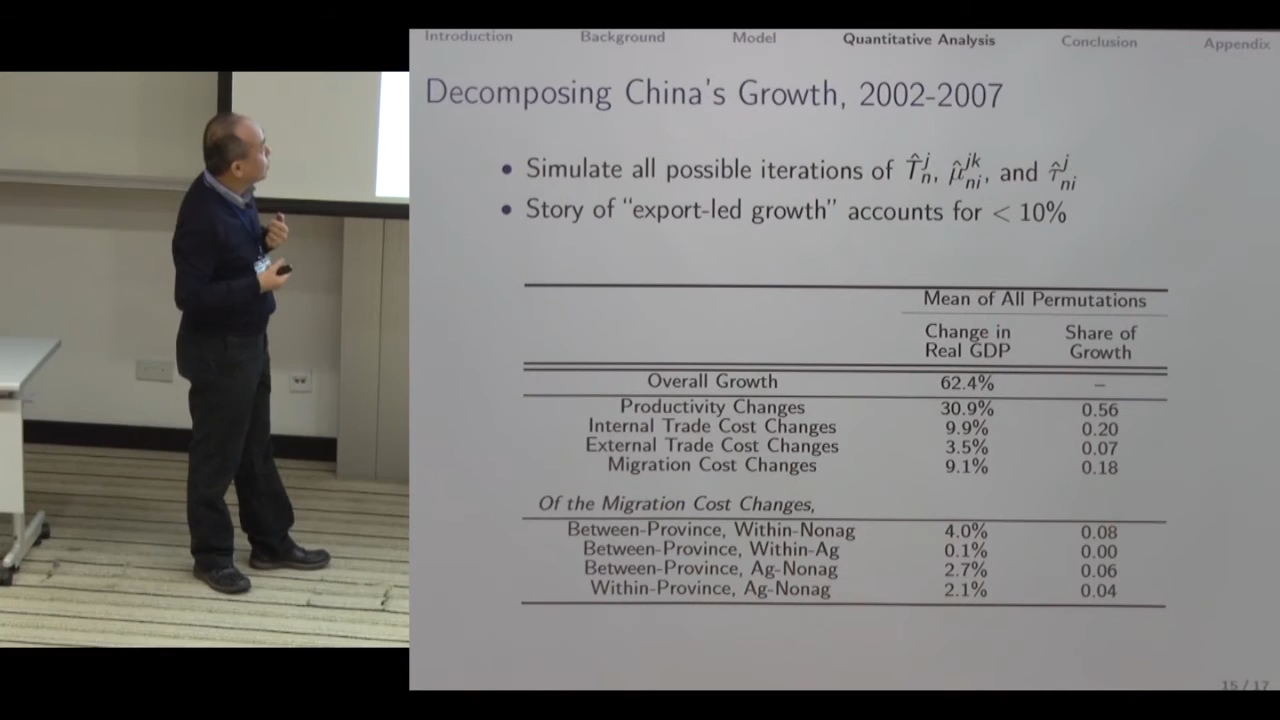 Introduction Background Model Quantitative Analysis Conclusion Appendix
Decomposing China's Growth, 2002-2007
• Simulate all possible iterations of T̂ʲₙ, μ̂ʲᵏₙᵢ, and τ̂ʲₙᵢ
• Story of "export-led growth" accounts for < 10%
Mean of All Permutations
Change in Share of
Real GDP Growth
Overall Growth 62.4% –
Productivity Changes 30.9% 0.56
Internal Trade Cost Changes 9.9% 0.20
External Trade Cost Changes 3.5% 0.07
Migration Cost Changes 9.1% 0.18
Of the Migration Cost Changes,
Between-Province, Within-Nonag 4.0% 0.08
Between-Province, Within-Ag 0.1% 0.00
Between-Province, Ag-Nonag 2.7% 0.06
Within-Province, Ag-Nonag 2.1% 0.04
15 / 17